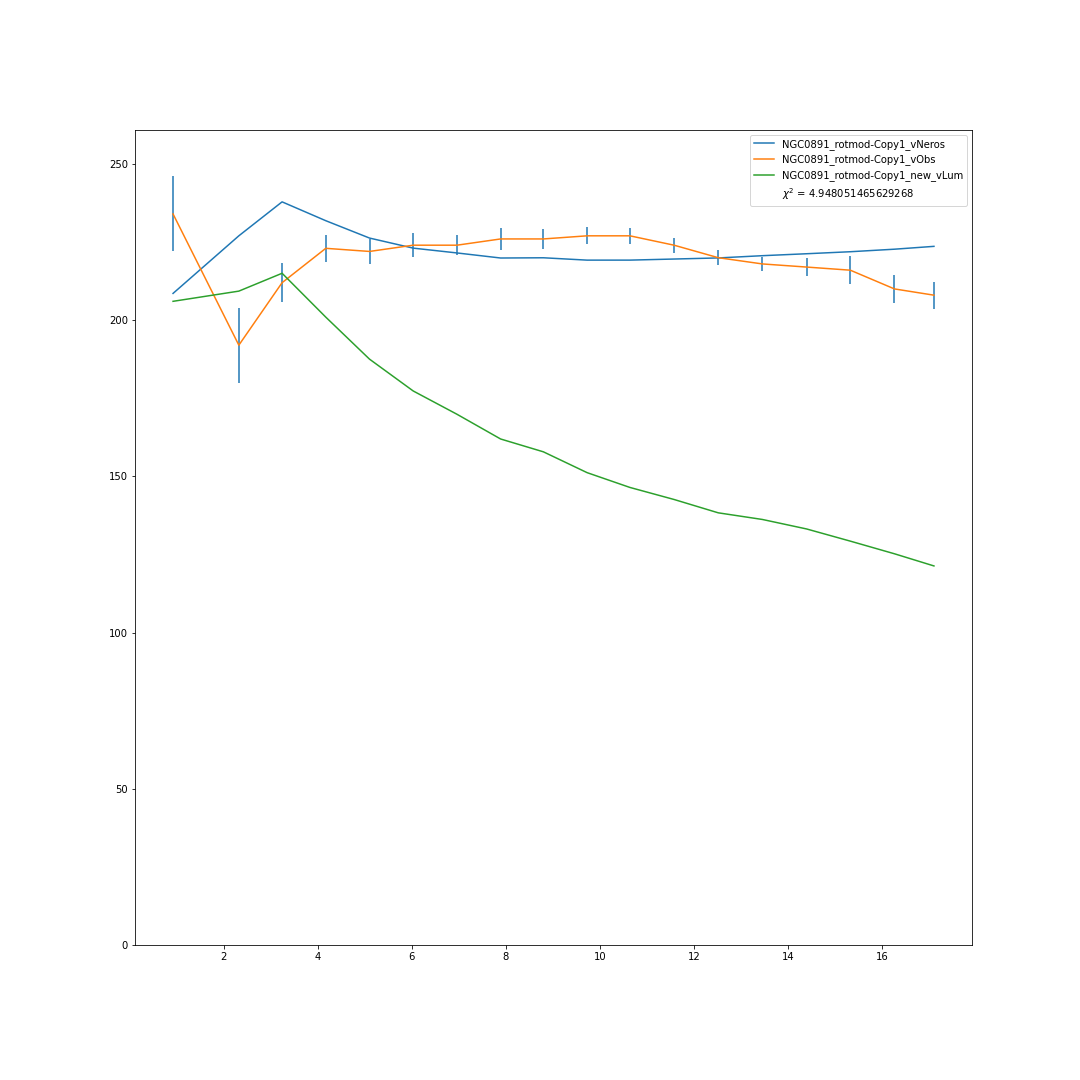 NGC0891_rotmod-Copy1_vNeros
NGC0891_rotmod-Copy1_vObs
NGC0891_rotmod-Copy1_new_vLum
χ² = 4.948051465629268
250
200
150
100
50
0
2 4 6 8 10 12 14 16